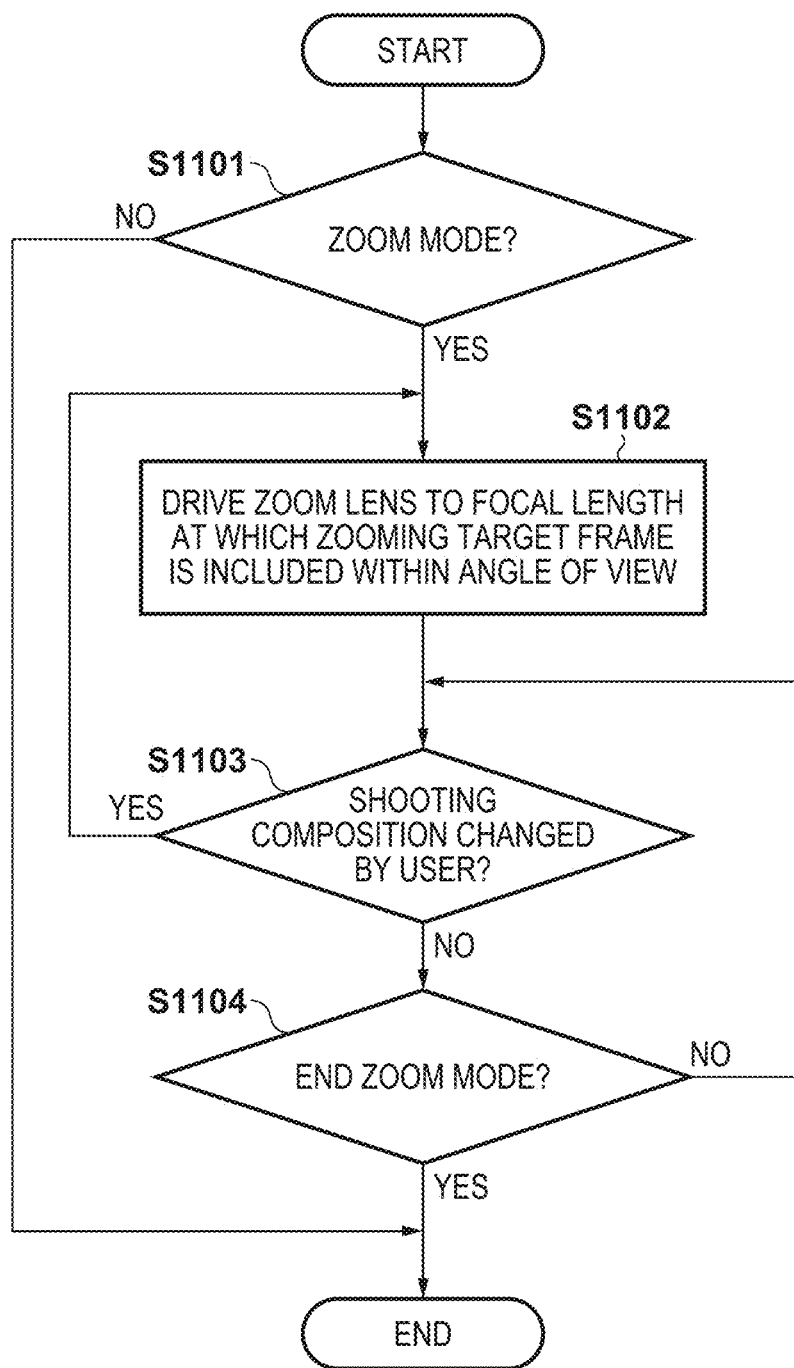 START
S1101
NO
ZOOM MODE?
YES
S1102
DRIVE ZOOM LENS TO FOCAL LENGTH
AT WHICH ZOOMING TARGET FRAME
IS INCLUDED WITHIN ANGLE OF VIEW
S1103
YES
SHOOTING
COMPOSITION CHANGED
BY USER?
NO
S1104
END ZOOM MODE?
NO
YES
END